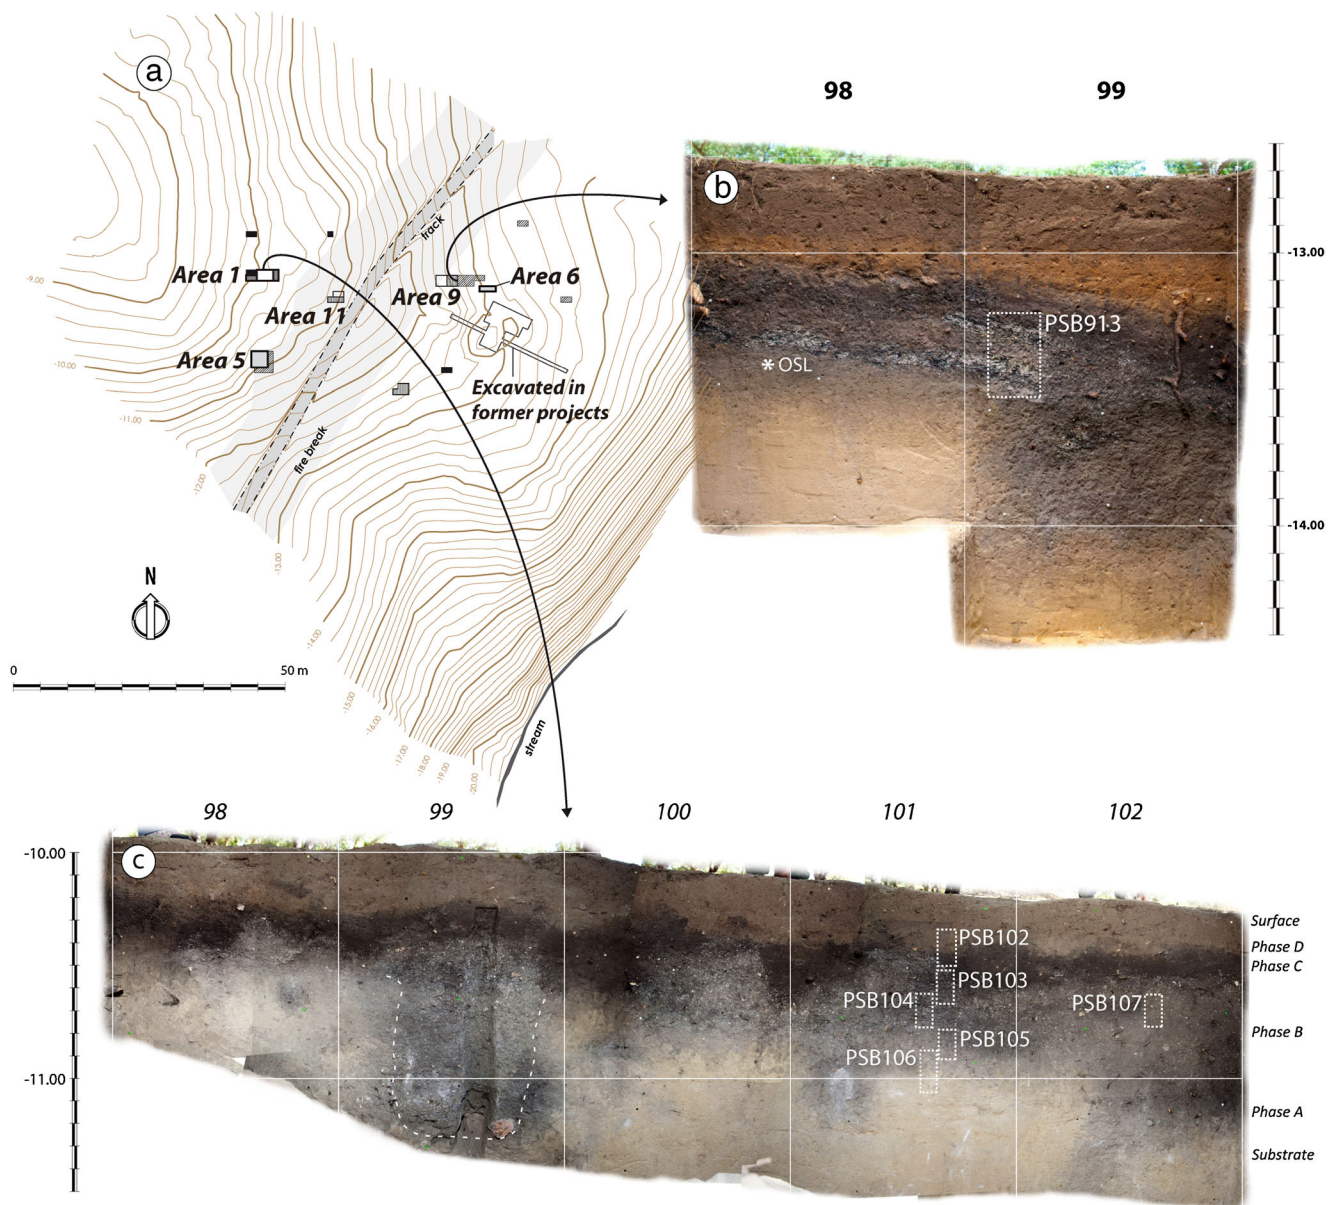 a
Area 1
Area 11
Area 5
Area 9
Area 6
track
fire break
Excavated in
former projects
-9.00
-10.00
-11.00
-12.00
-13.00
-14.00
-15.00
-16.00
-17.00
-18.00
-19.00
-20.00
stream
N
0
50 m
98
99
b
PSB913
* OSL
-13.00
-14.00
98
99
100
101
102
c
-10.00
-11.00
PSB102
PSB103
PSB104
PSB107
PSB105
PSB106
Surface
Phase D
Phase C
Phase B
Phase A
Substrate